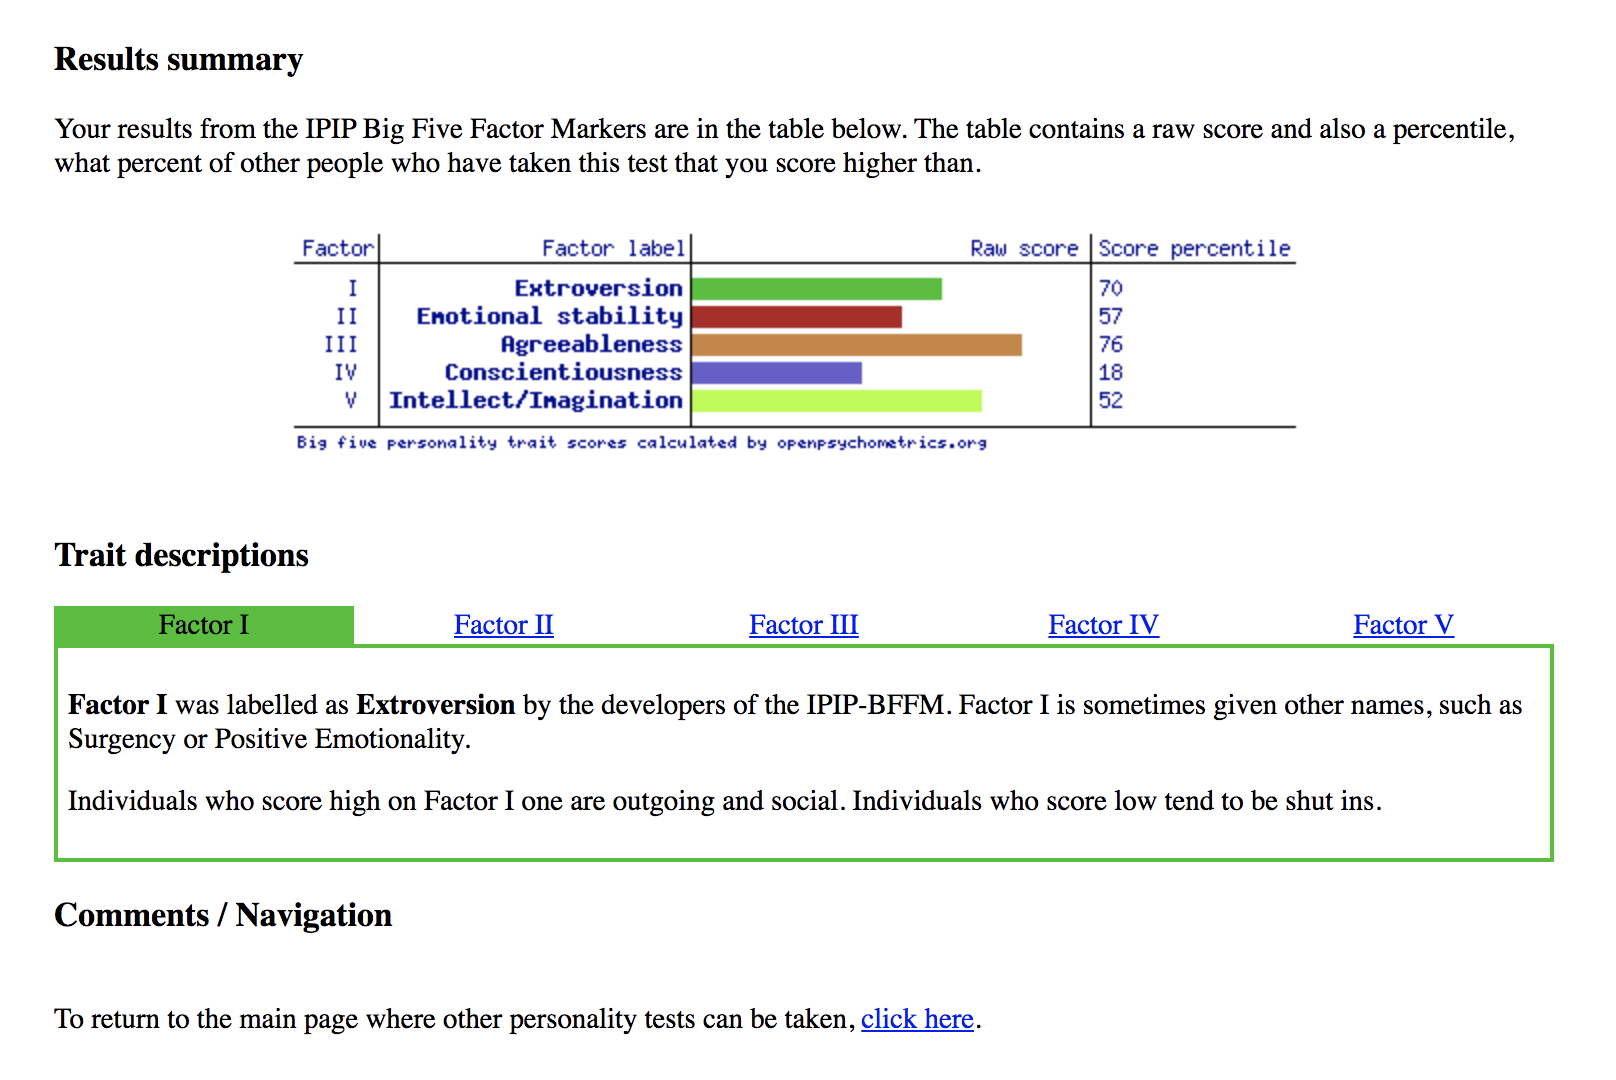 Results summary
Your results from the IPIP Big Five Factor Markers are in the table below. The table contains a raw score and also a percentile,
what percent of other people who have taken this test that you score higher than.
Factor Factor label Raw score Score percentile
I Extroversion 70
II Emotional stability 57
III Agreeableness 76
IV Conscientiousness 18
V Intellect/Imagination 52
Big five personality trait scores calculated by openpsychometrics.org
Trait descriptions
Factor I Factor II Factor III Factor IV Factor V
Factor I was labelled as Extroversion by the developers of the IPIP-BFFM. Factor I is sometimes given other names, such as
Surgency or Positive Emotionality.
Individuals who score high on Factor I one are outgoing and social. Individuals who score low tend to be shut ins.
Comments / Navigation
To return to the main page where other personality tests can be taken, click here.